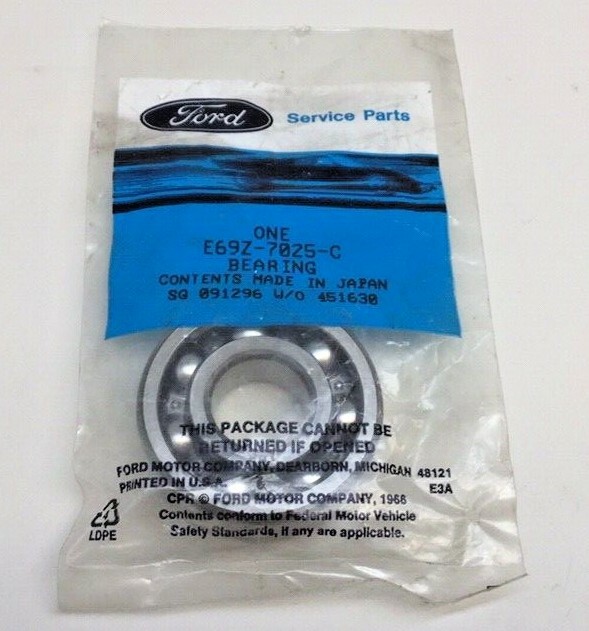 Ford Service Parts
ONE
E69Z-7025-C
BEARING
CONTENTS MADE IN JAPAN
SQ 091296 W/O 451630
THIS PACKAGE CANNOT BE
RETURNED IF OPENED
FORD MOTOR COMPANY, DEARBORN, MICHIGAN 48121
PRINTED IN U.S.A. E3A
CPR © FORD MOTOR COMPANY, 1968
Contents conform to Federal Motor Vehicle
Safety Standards, if any are applicable.
LDPE